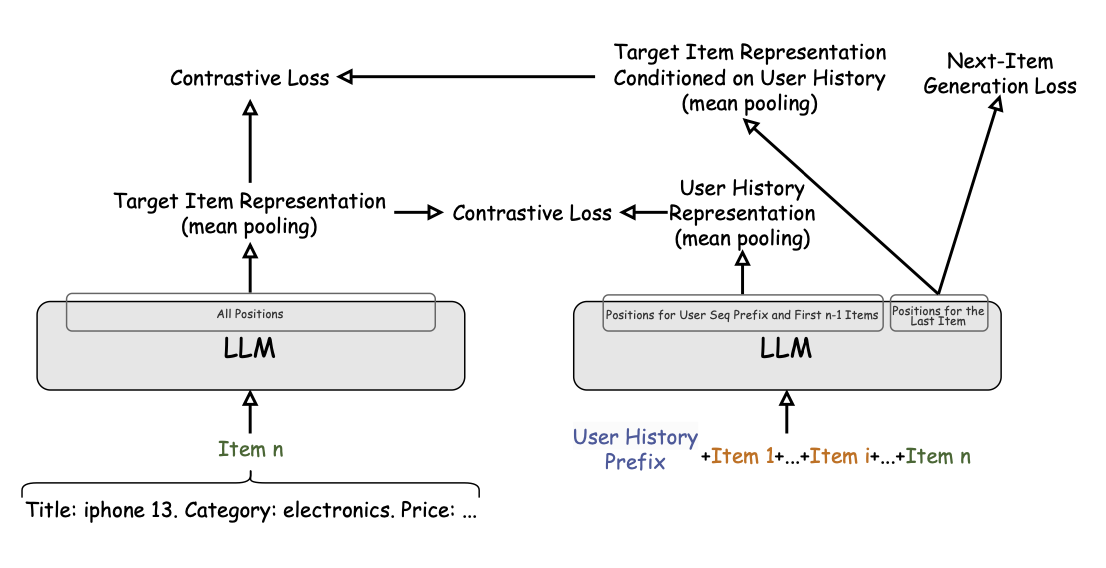 Contrastive Loss
Target Item Representation
Conditioned on User History
(mean pooling)
Next-Item
Generation Loss
Target Item Representation
(mean pooling)
Contrastive Loss
User History
Representation
(mean pooling)
All Positions
LLM
Positions for User Seq Prefix and First n-1 Items
Positions for the
Last Item
LLM
Item n
User History
Prefix
+Item 1+...+Item i+...+Item n
Title: iphone 13. Category: electronics. Price: ...